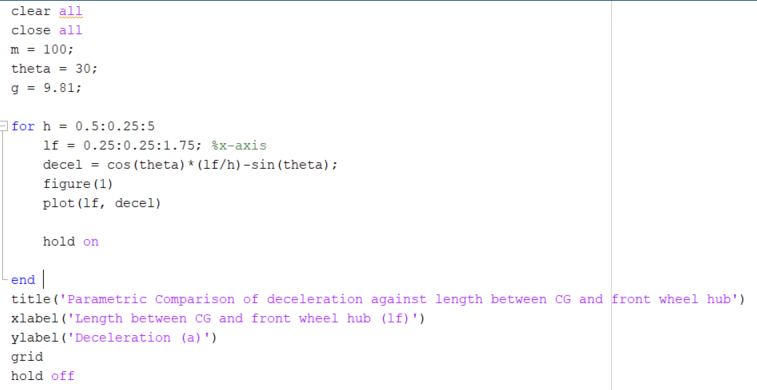 clear all
close all
m = 100;
theta = 30;
g = 9.81;
for h = 0.5:0.25:5
lf = 0.25:0.25:1.75; %x-axis
decel = cos(theta)*(lf/h)-sin(theta);
figure(1)
plot(lf, decel)
hold on
end
title('Parametric Comparison of deceleration against length between CG and front wheel hub')
xlabel('Length between CG and front wheel hub (lf)')
ylabel('Deceleration (a)')
grid
hold off